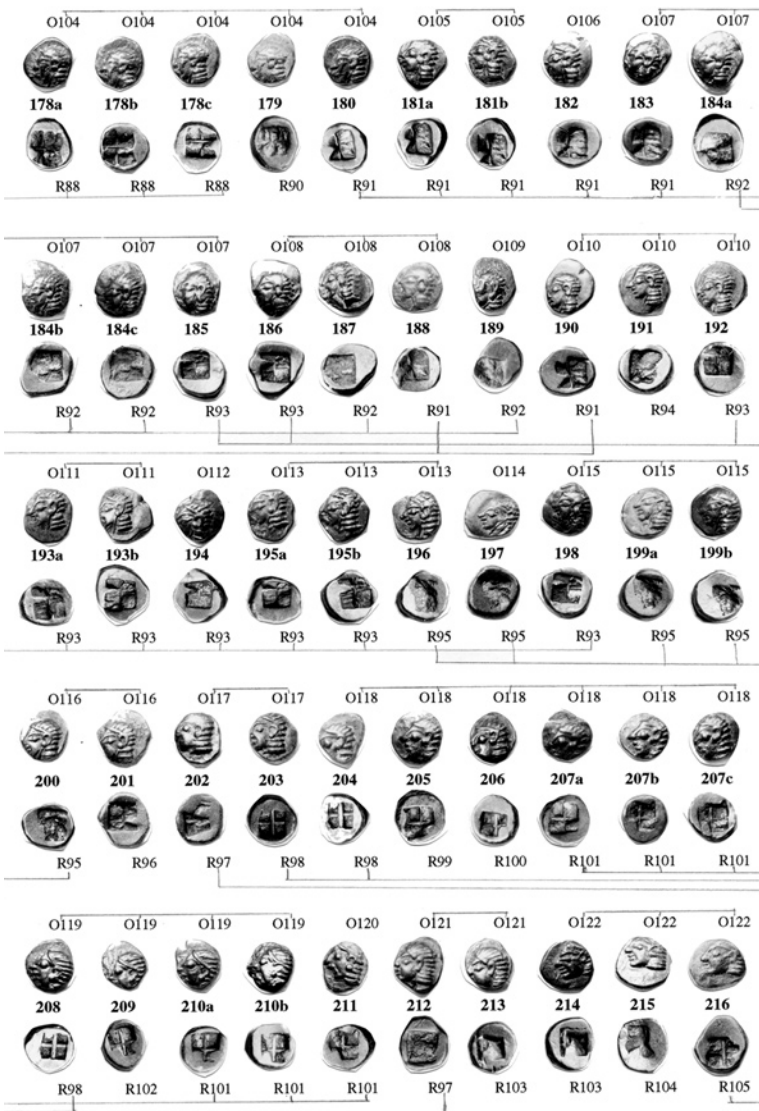 O104 O104 O104 O104 O104 O105 O105 O106 O107 O107
178a 178b 178c 179 180 181a 181b 182 183 184a
R88 R88 R88 R90 R91 R91 R91 R91 R91 R92
O107 O107 O107 O108 O108 O108 O109 O110 O110 O110
184b 184c 185 186 187 188 189 190 191 192
R92 R92 R93 R93 R92 R91 R92 R91 R94 R93
O111 O111 O112 O113 O113 O113 O114 O115 O115 O115
193a 193b 194 195a 195b 196 197 198 199a 199b
R93 R93 R93 R93 R93 R95 R95 R93 R95 R95
O116 O116 O117 O117 O118 O118 O118 O118 O118 O118
200 201 202 203 204 205 206 207a 207b 207c
R95 R96 R97 R98 R98 R99 R100 R101 R101 R101
O119 O119 O119 O119 O120 O121 O121 O122 O122 O122
208 209 210a 210b 211 212 213 214 215 216
R98 R102 R101 R101 R101 R97 R103 R103 R104 R105